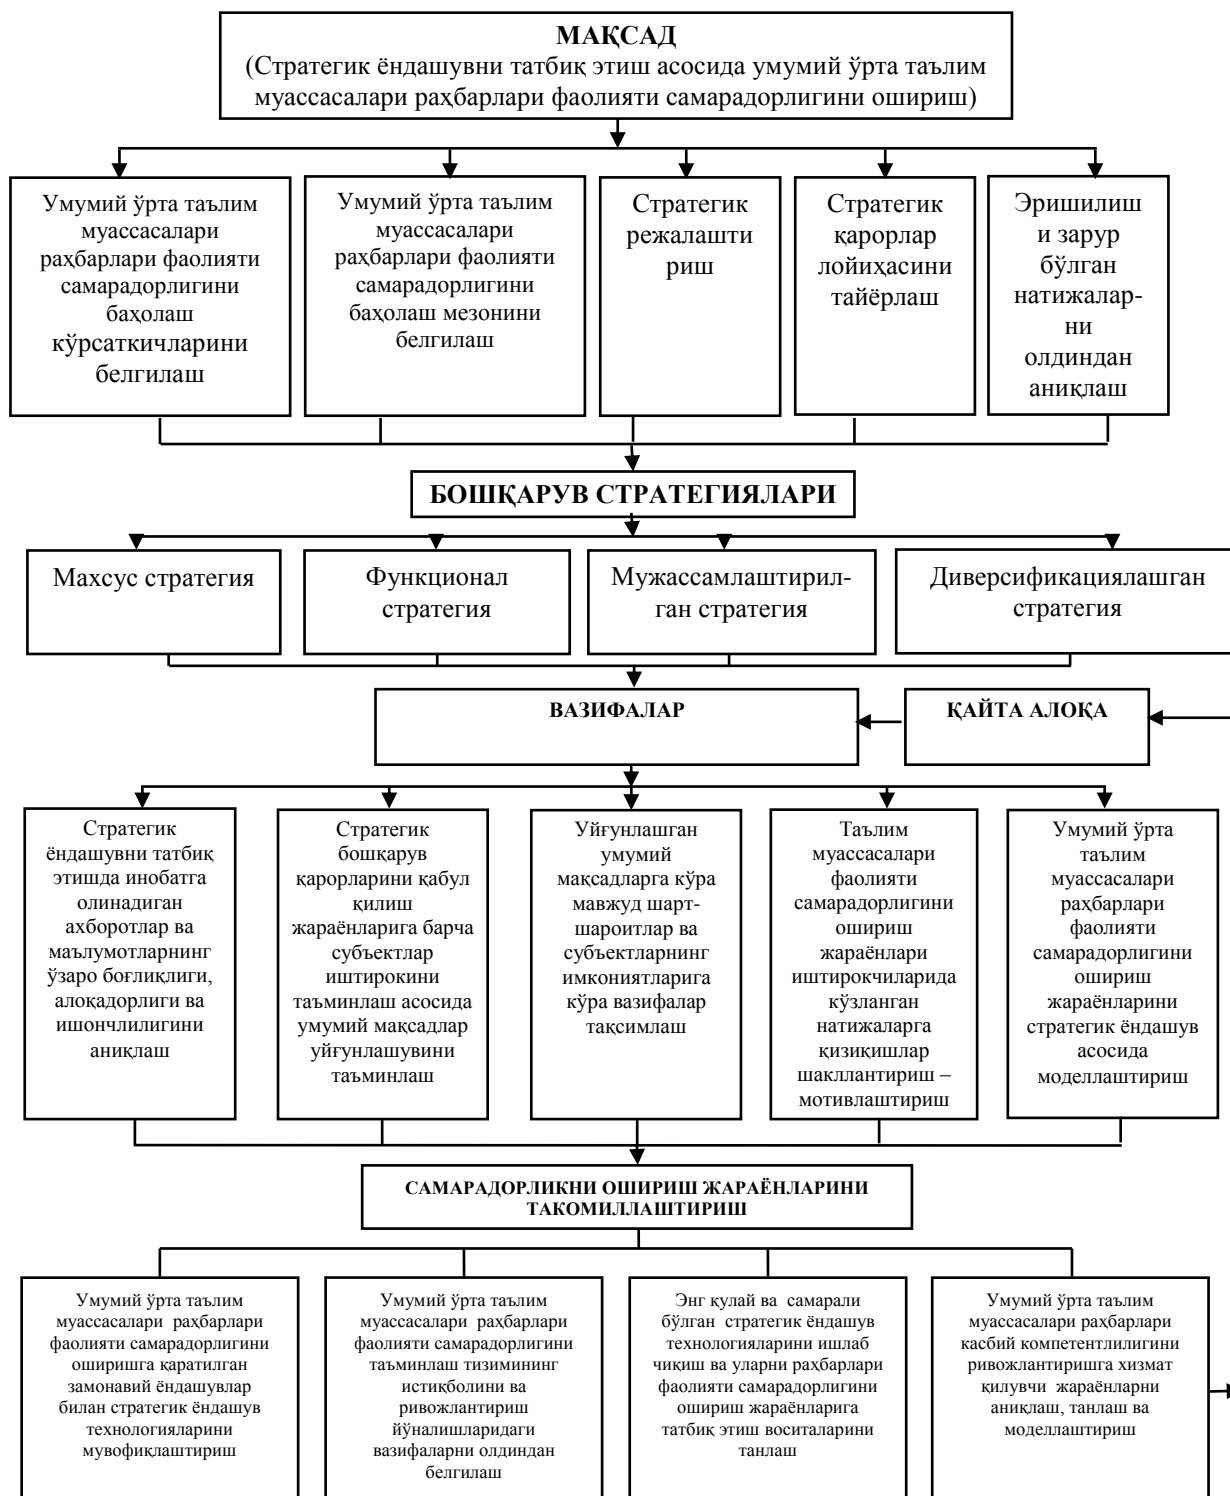 МАҚСАД
(Стратегик ёндашувни татбиқ этиш асосида умумий ўрта таълим
муассасалари раҳбарлари фаолияти самарадорлигини ошириш)
Умумий ўрта таълим
муассасалари
раҳбарлари фаолияти
самарадорлигини
баҳолаш
кўрсаткичларини
белгилаш
Умумий ўрта таълим
муассасалари
раҳбарлари фаолияти
самарадорлигини
баҳолаш мезонини
белгилаш
Стратегик
режалашти
риш
Стратегик
қарорлар
лойиҳасини
тайёрлаш
Эришилиш
и зарур
бўлган
натижалар-
ни
олдиндан
аниқлаш
БОШҚАРУВ СТРАТЕГИЯЛАРИ
Махсус стратегия
Функционал
стратегия
Мужассамлаштирил-
ган стратегия
Диверсификациялашган
стратегия
ВАЗИФАЛАР
ҚАЙТА АЛОҚА
Стратегик
ёндашувни татбиқ
этишда инобатга
олинадиган
ахборотлар ва
маълумотларнинг
ўзаро боғлиқлиги,
алоқадорлиги ва
ишончлилигини
аниқлаш
Стратегик
бошқарув
қарорларини қабул
қилиш
жараёнларига барча
субъектлар
иштирокини
таъминлаш асосида
умумий мақсадлар
уйғунлашувини
таъминлаш
Уйғунлашган
умумий
мақсадларга кўра
мавжуд шарт-
шароитлар ва
субъектларнинг
имкониятларига
кўра вазифалар
тақсимлаш
Таълим
муассасалари
фаолияти
самарадорлигини
ошириш
жараёнлари
иштирокчиларида
кўзланган
натижаларга
қизиқишлар
шакллантириш –
мотивлаштириш
Умумий ўрта
таълим
муассасалари
раҳбарлари
фаолияти
самарадорлигини
ошириш
жараёнларини
стратегик ёндашув
асосида
моделлаштириш
САМАРАДОРЛИКНИ ОШИРИШ ЖАРАЁНЛАРИНИ
ТАКОМИЛЛАШТИРИШ
Умумий ўрта таълим
муассасалари раҳбарлари
фаолияти самарадорлигини
оширишга қаратилган
замонавий ёндашувлар
билан стратегик ёндашув
технологияларини
мувофиқлаштириш
Умумий ўрта таълим
муассасалари раҳбарлари
фаолияти самарадорлигини
таъминлаш тизимининг
истиқболини ва
ривожлантириш
йўналишларидаги
вазифаларни олдиндан
белгилаш
Энг қулай ва самарали
бўлган стратегик ёндашув
технологияларини ишлаб
чиқиш ва уларни раҳбарлари
фаолияти самарадорлигини
ошириш жараёнларига
татбиқ этиш воситаларини
танлаш
Умумий ўрта таълим
муассасалари раҳбарлари
касбий компетентлилигини
ривожлантиришга хизмат
қилувчи жараёнларни
аниқлаш, танлаш ва
моделлаштириш